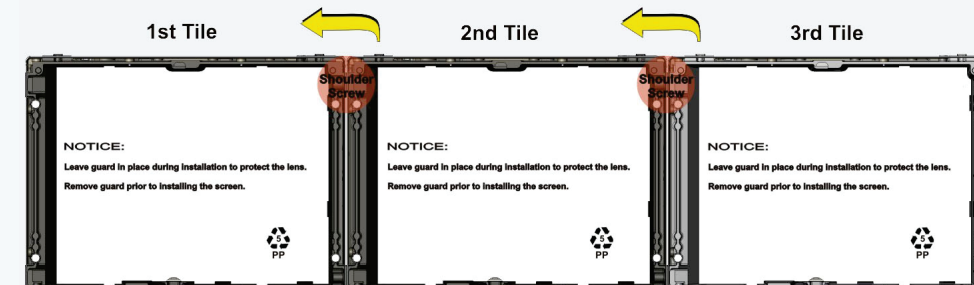 1st Tile
2nd Tile
3rd Tile
Shoulder
Screw
Shoulder
Screw
NOTICE:
Leave guard in place during installation to protect the lens.
Remove guard prior to installing the screen.
5
PP
NOTICE:
Leave guard in place during installation to protect the lens.
Remove guard prior to installing the screen.
5
PP
NOTICE:
Leave guard in place during installation to protect the lens.
Remove guard prior to installing the screen.
5
PP